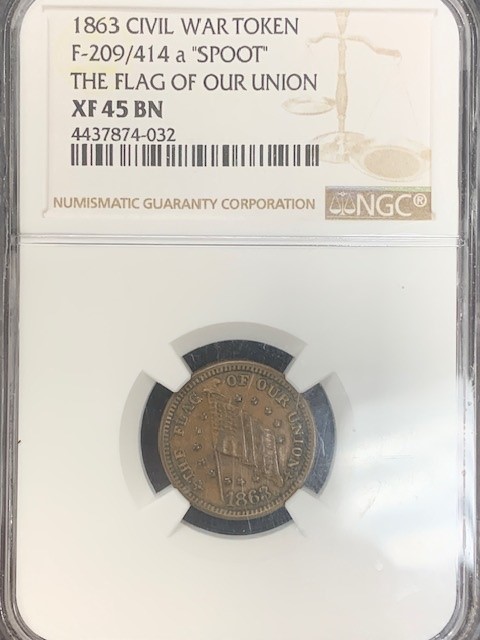 1863 CIVIL WAR TOKEN
F-209/414 a "SPOOT"
THE FLAG OF OUR UNION
XF 45 BN
4437874-032
NUMISMATIC GUARANTY CORPORATION
NGC®
THE FLAG OF OUR UNION
1863